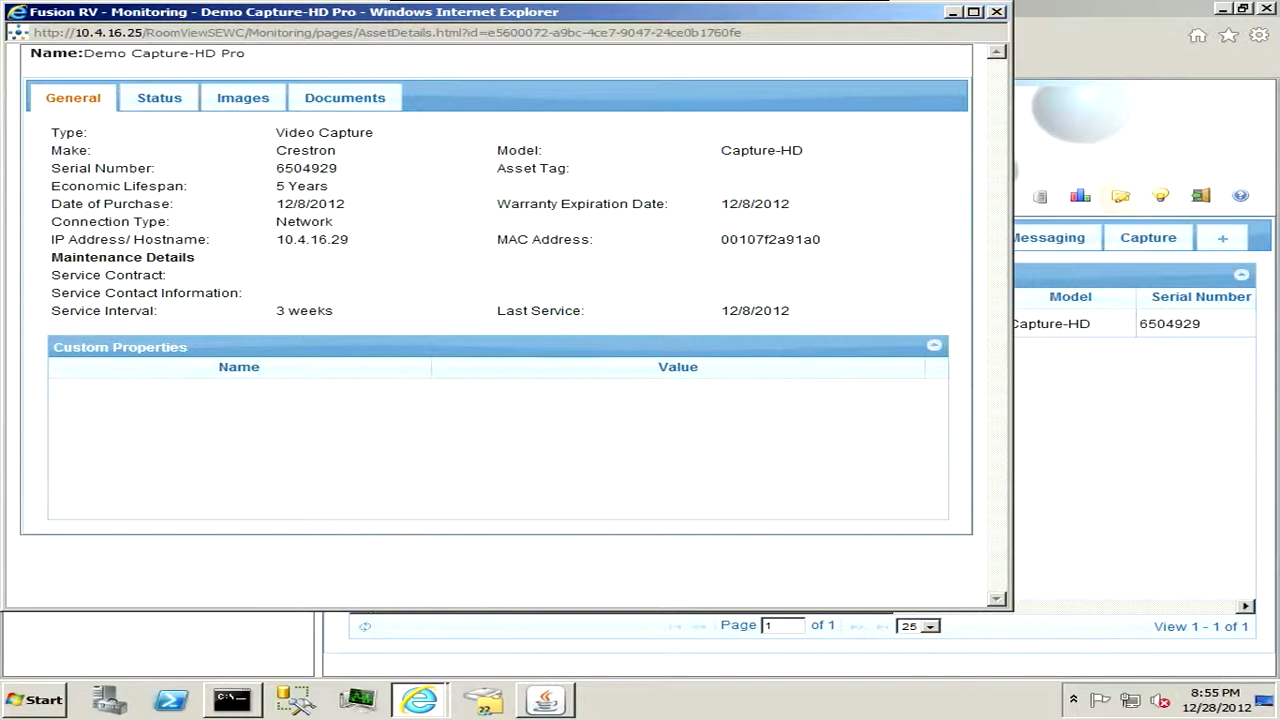 Fusion RV - Monitoring - Demo Capture-HD Pro - Windows Internet Explorer
http://10.4.16.25/RoomViewSEWC/Monitoring/pages/AssetDetails.html?id=e5600072-a9bc-4ce7-9047-24ce0b1760fe
Name:Demo Capture-HD Pro
General Status Images Documents
Type: Video Capture
Make: Crestron Model: Capture-HD
Serial Number: 6504929 Asset Tag:
Economic Lifespan: 5 Years
Date of Purchase: 12/8/2012 Warranty Expiration Date: 12/8/2012
Connection Type: Network
IP Address/ Hostname: 10.4.16.29 MAC Address: 00107f2a91a0
Maintenance Details
Service Contract:
Service Contact Information:
Service Interval: 3 weeks Last Service: 12/8/2012
Custom Properties
Name Value
Messaging Capture +
Model Serial Number
Capture-HD 6504929
Page 1 of 1 25 View 1 - 1 of 1
Start
8:55 PM
12/28/2012